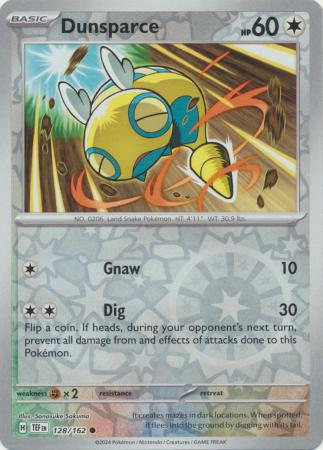 BASIC
Dunsparce
HP 60
NO. 0206 Land Snake Pokémon. HT: 4'11" WT: 30.9 lbs.
Gnaw 10
Dig 30
Flip a coin. If heads, during your opponent's next turn,
prevent all damage from and effects of attacks done to this
Pokémon.
weakness ×2 resistance retreat
Illus. Sonosuke Sakuma
It creates mazes in dark locations. When spotted,
it flees into the ground by digging with its tail.
H TEF EN 128/162
©2024 Pokémon / Nintendo / Creatures / GAME FREAK